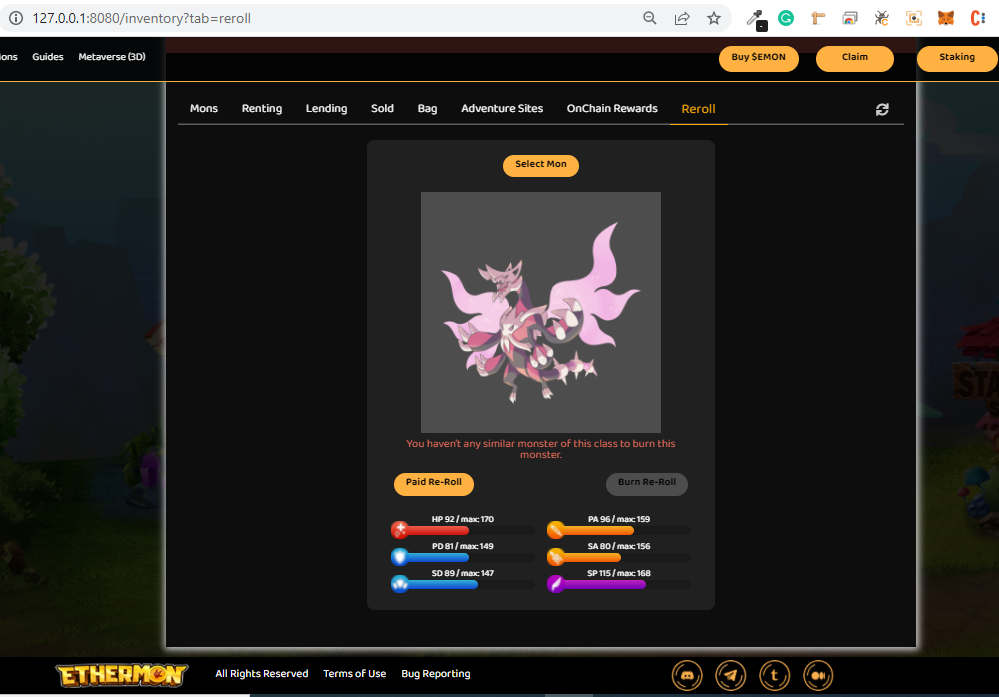 127.0.0.1:8080/inventory?tab=reroll
Guides Metaverse (3D) Buy $EMON Claim Staking
Mons Renting Lending Sold Bag Adventure Sites OnChain Rewards Reroll
Select Mon
You haven't any similar monster of this class to burn this
monster.
Paid Re-Roll Burn Re-Roll
HP 92 / max: 170 PA 96 / max: 159
PD 81 / max: 149 SA 80 / max: 156
SD 89 / max: 147 SP 115 / max: 168
ETHERMON All Rights Reserved Terms of Use Bug Reporting